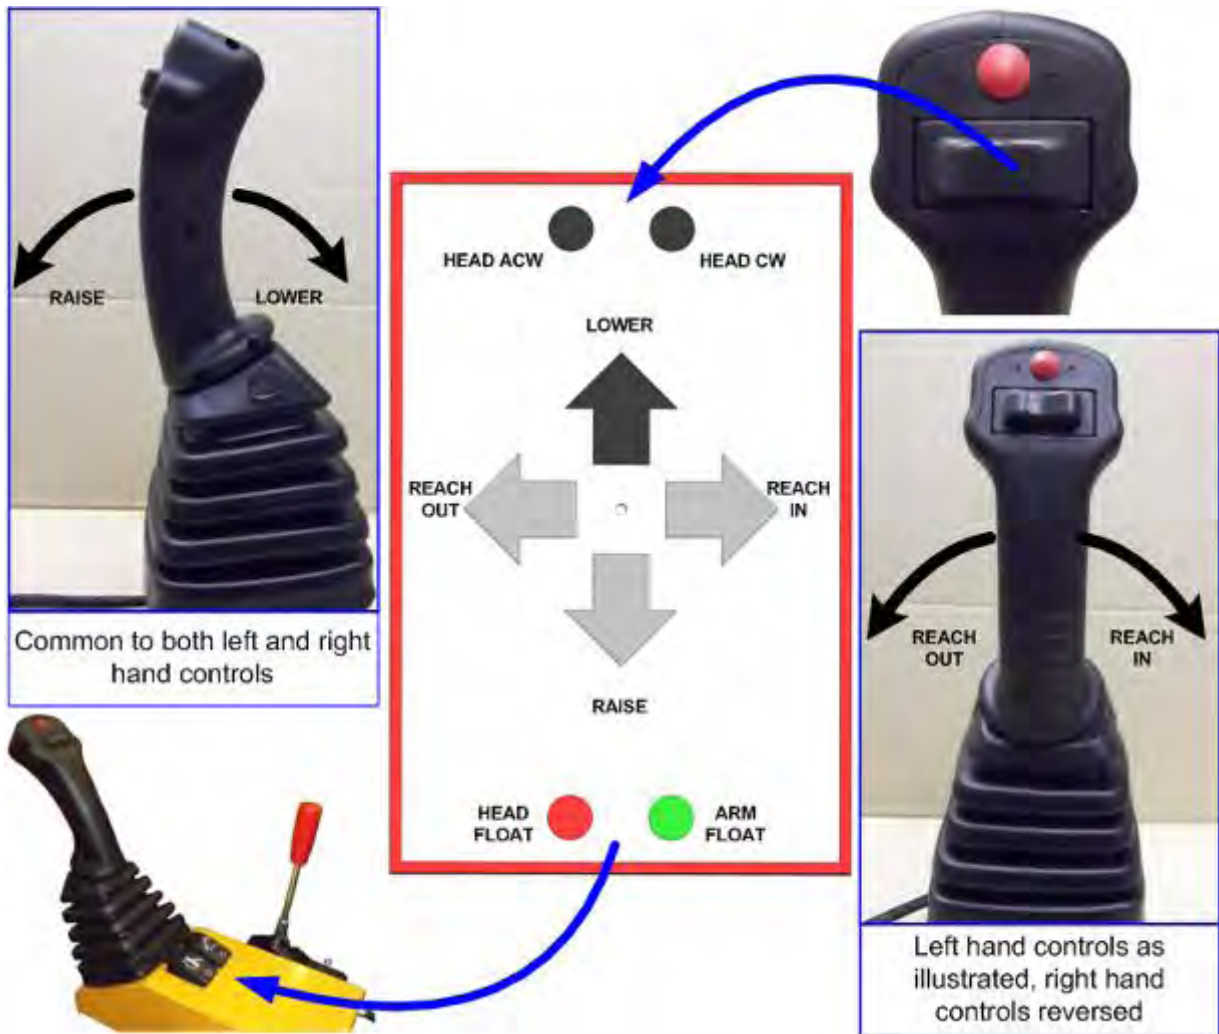 RAISE
LOWER
Common to both left and right
hand controls
HEAD ACW
HEAD CW
LOWER
REACH
OUT
REACH
IN
RAISE
HEAD
FLOAT
ARM
FLOAT
REACH
OUT
REACH
IN
Left hand controls as
illustrated, right hand
controls reversed